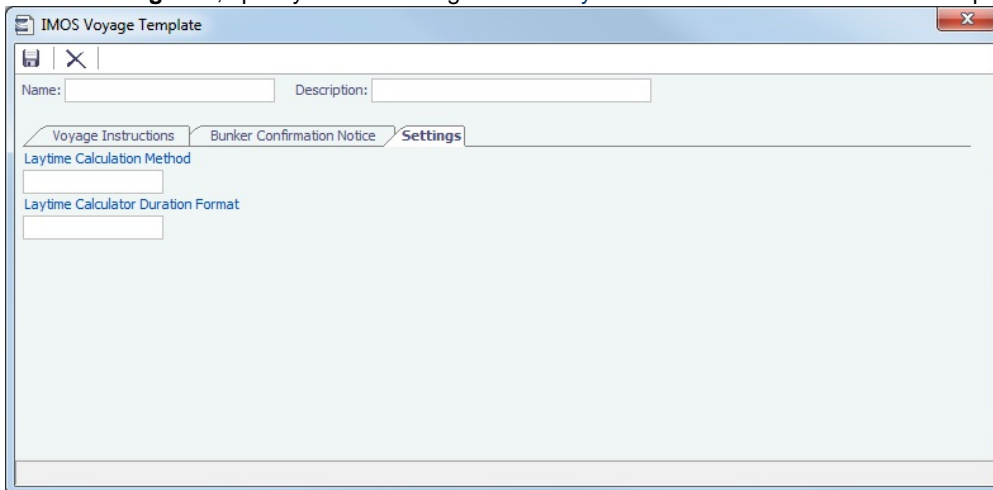 IMOS Voyage Template
Name: Description:
Voyage Instructions Bunker Confirmation Notice Settings
Laytime Calculation Method
Laytime Calculator Duration Format